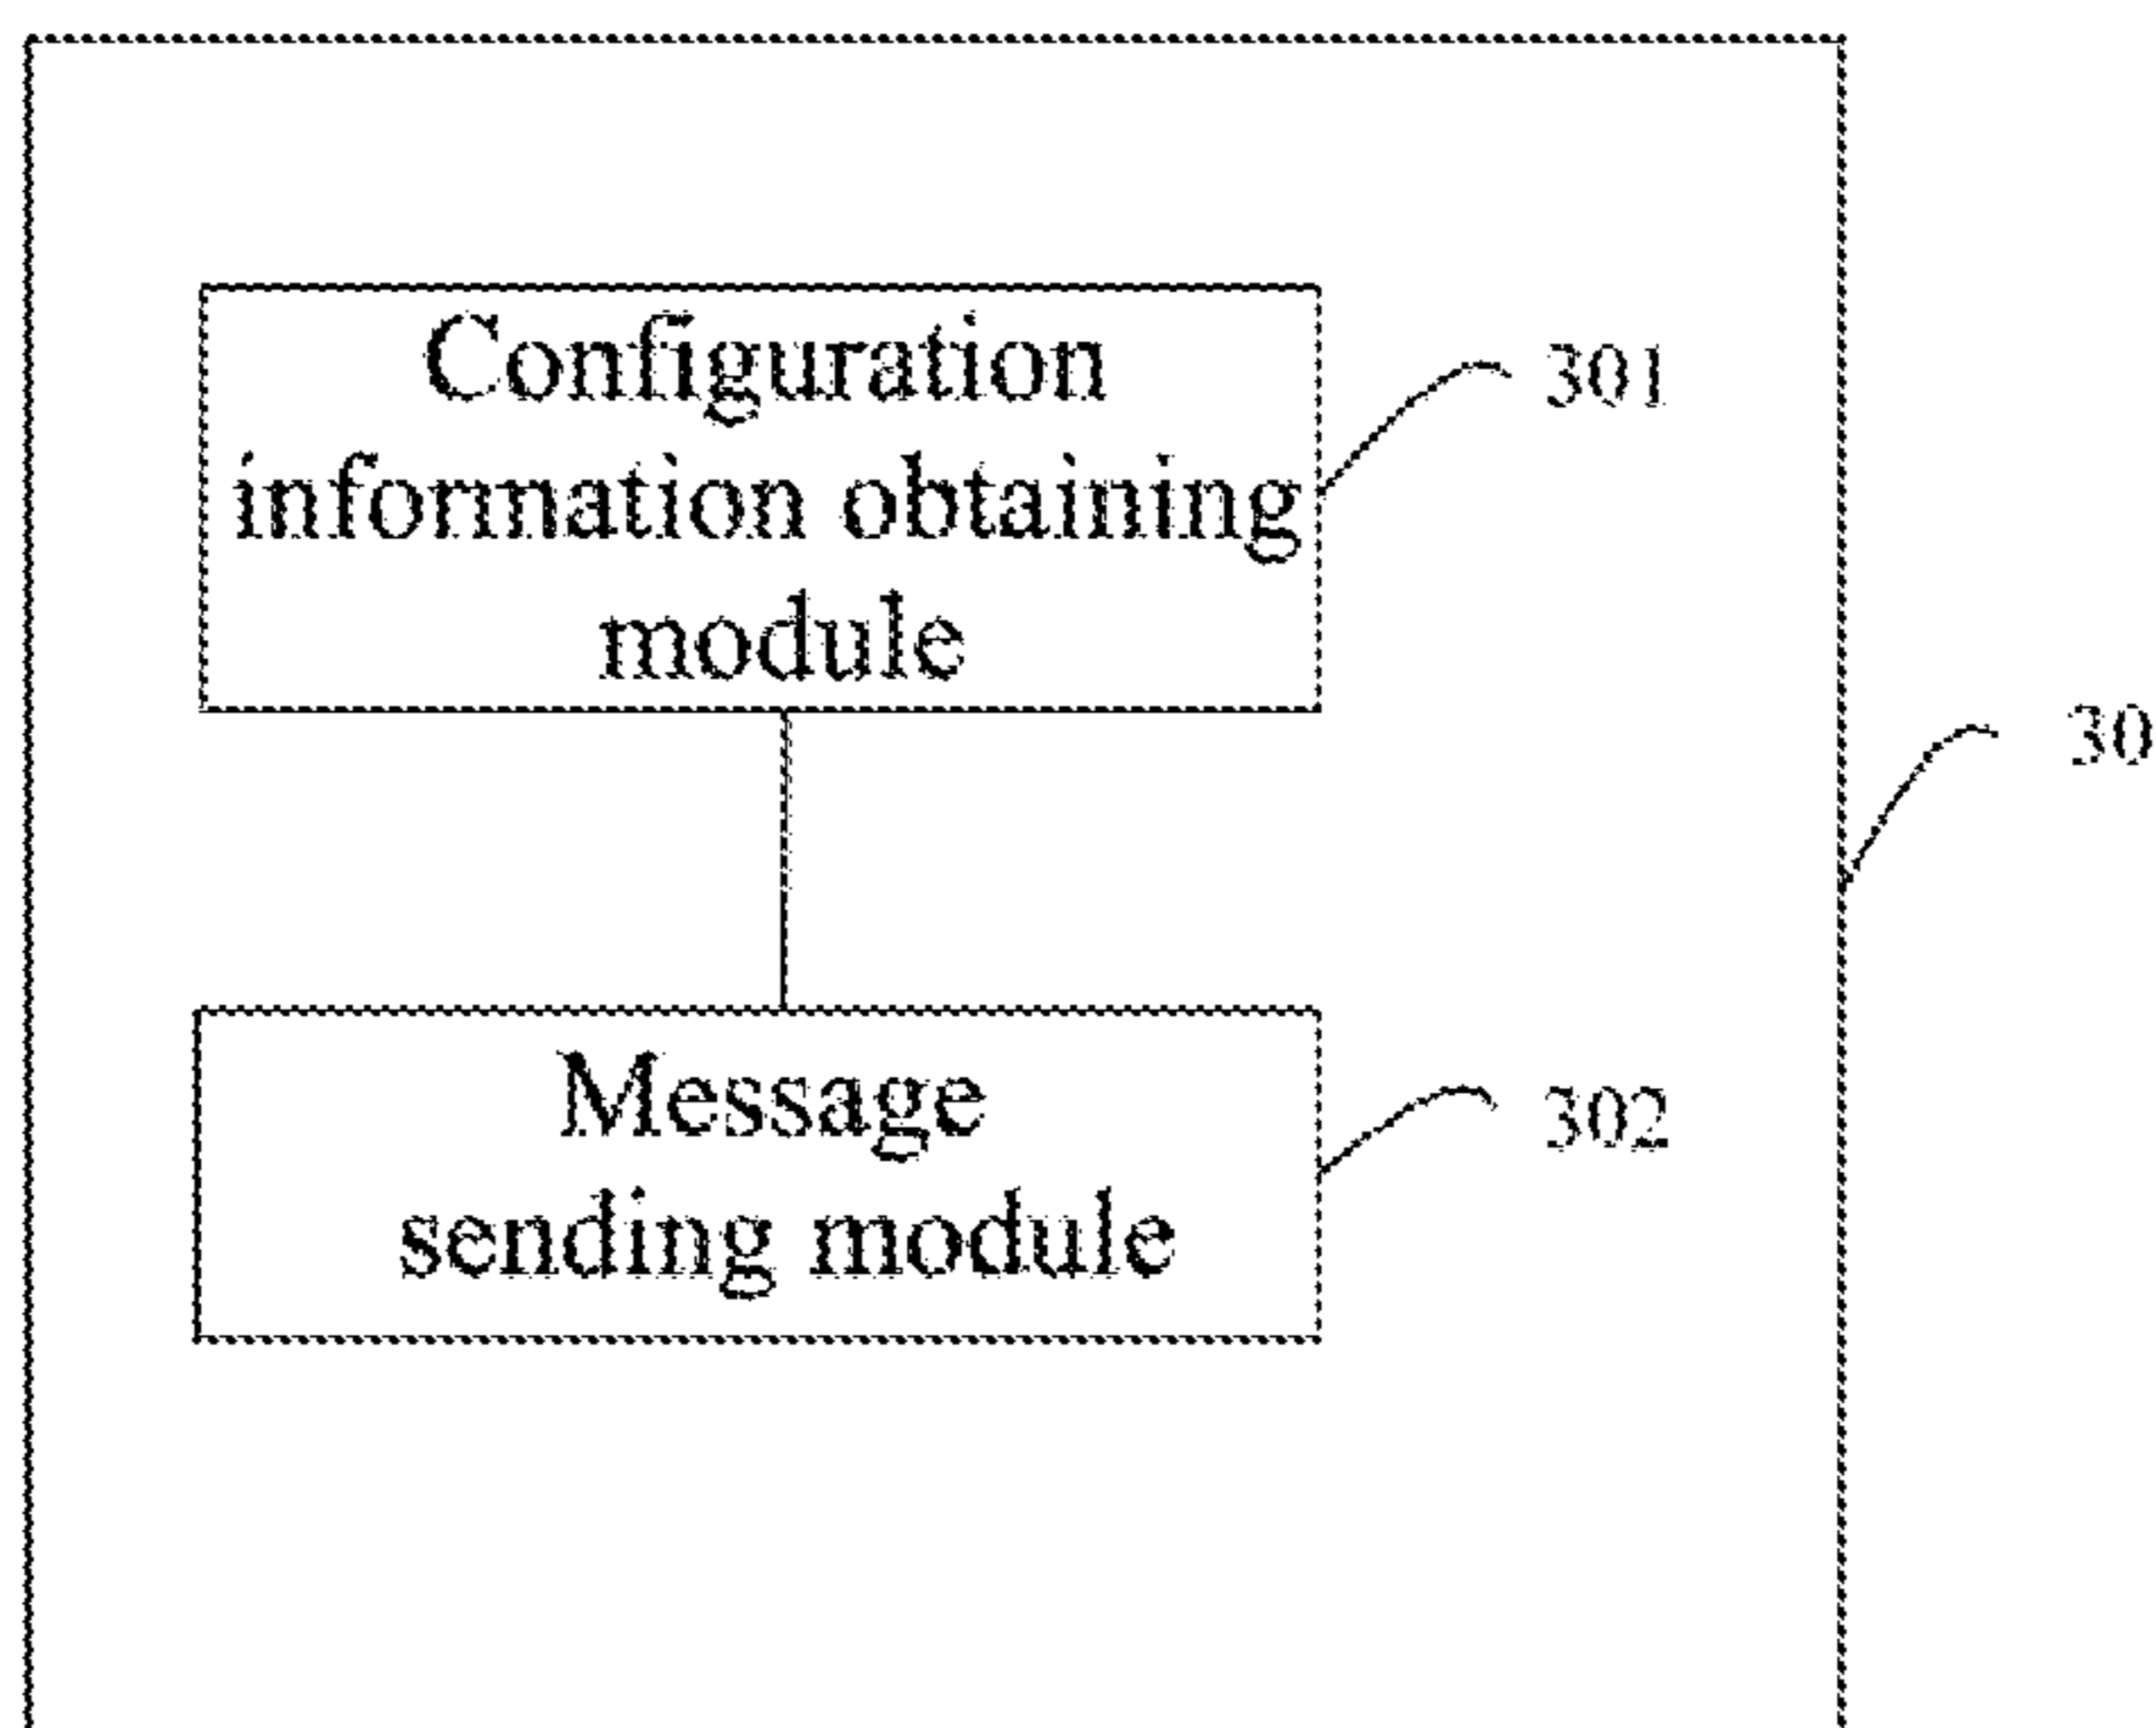 Configuration
information obtaining
module
301
30
Message
sending module
302